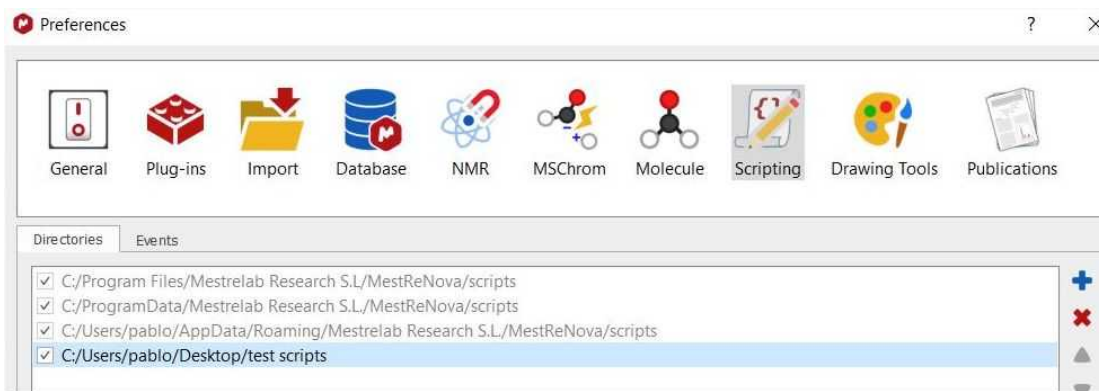 Preferences
?
General Plug-ins Import Database NMR MSChrom Molecule Scripting Drawing Tools Publications
Directories Events
C:/Program Files/Mestrelab Research S.L/MestReNova/scripts
C:/ProgramData/Mestrelab Research S.L./MestReNova/scripts
C:/Users/pablo/AppData/Roaming/Mestrelab Research S.L./MestReNova/scripts
C:/Users/pablo/Desktop/test scripts